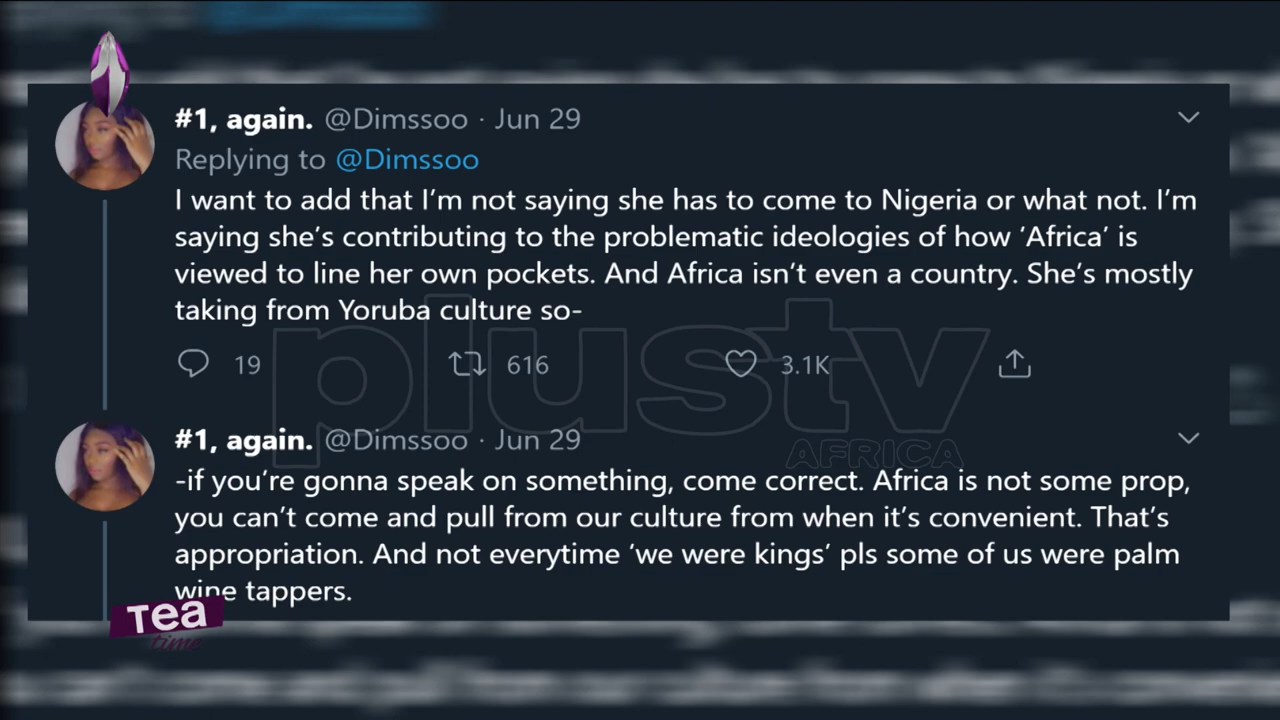 #1, again. @Dimssoo · Jun 29
Replying to @Dimssoo
I want to add that I’m not saying she has to come to Nigeria or what not. I’m
saying she’s contributing to the problematic ideologies of how ‘Africa’ is
viewed to line her own pockets. And Africa isn’t even a country. She’s mostly
taking from Yoruba culture so-
19 616 3.1K
plustv
AFRICA
#1, again. @Dimssoo · Jun 29
-if you’re gonna speak on something, come correct. Africa is not some prop,
you can’t come and pull from our culture from when it’s convenient. That’s
appropriation. And not everytime ‘we were kings’ pls some of us were palm
wine tappers.
Tea
time